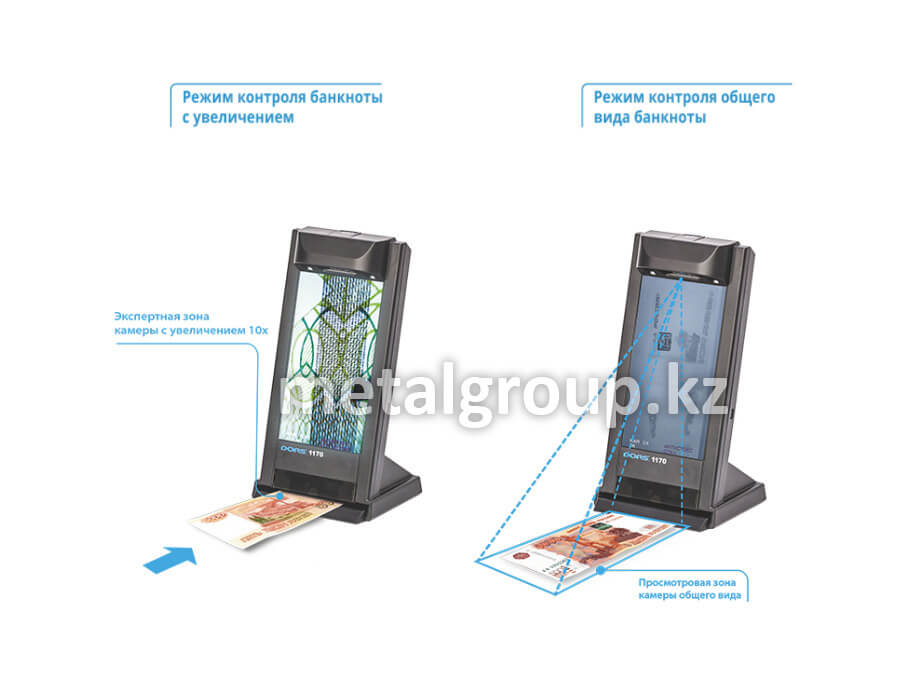 Режим контроля банкноты
с увеличением
Режим контроля общего
вида банкноты
Экспертная зона
камеры с увеличением 10х
metalgroup.kz
DORS 1170
DORS 1170
Просмотровая зона
камеры общего вида